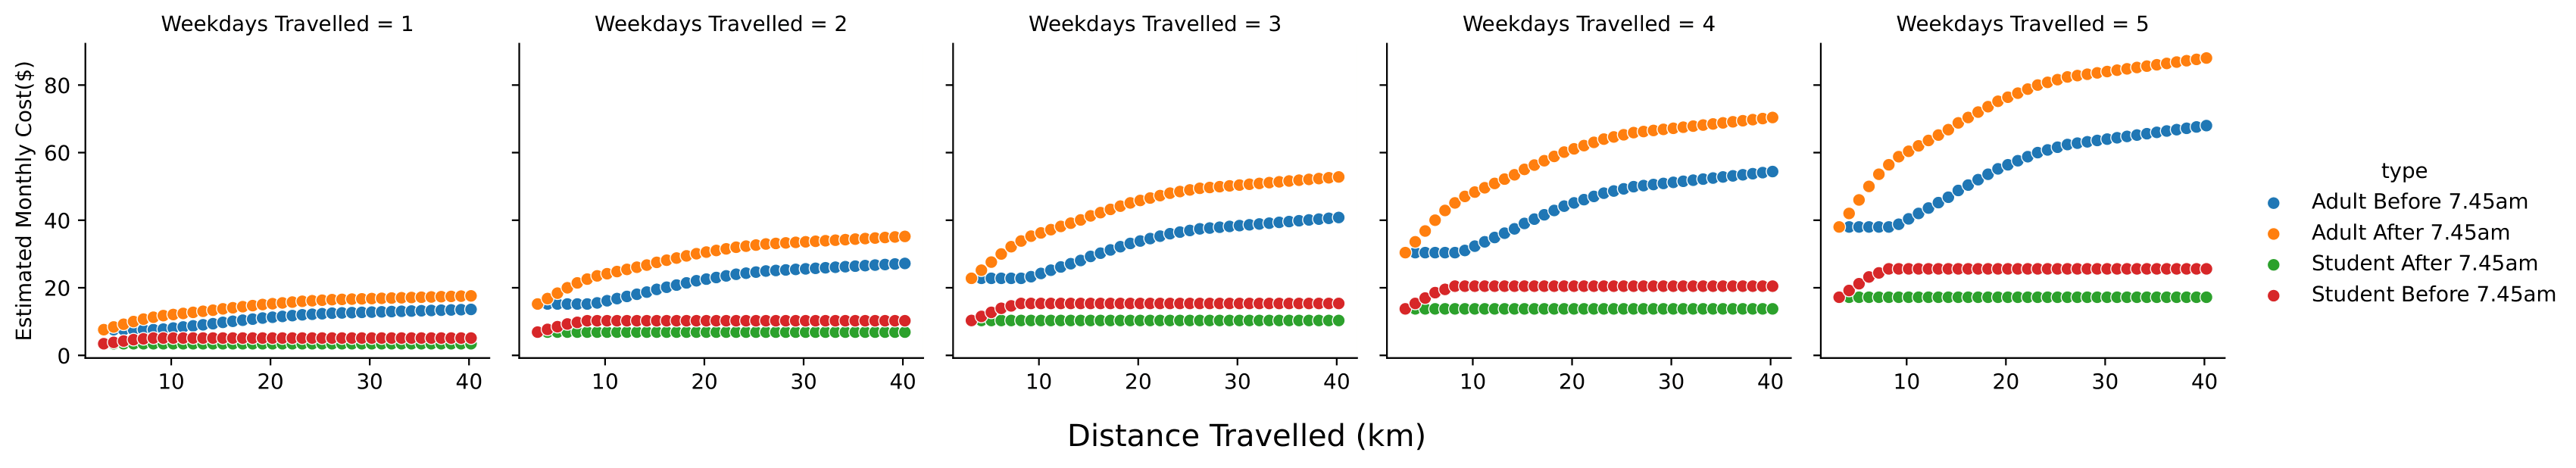 Weekdays Travelled = 1
Weekdays Travelled = 2
Weekdays Travelled = 3
Weekdays Travelled = 4
Weekdays Travelled = 5
Estimated Monthly Cost($)
80
60
40
20
0
10 20 30 40
10 20 30 40
10 20 30 40
10 20 30 40
10 20 30 40
Distance Travelled (km)
type
Adult Before 7.45am
Adult After 7.45am
Student After 7.45am
Student Before 7.45am